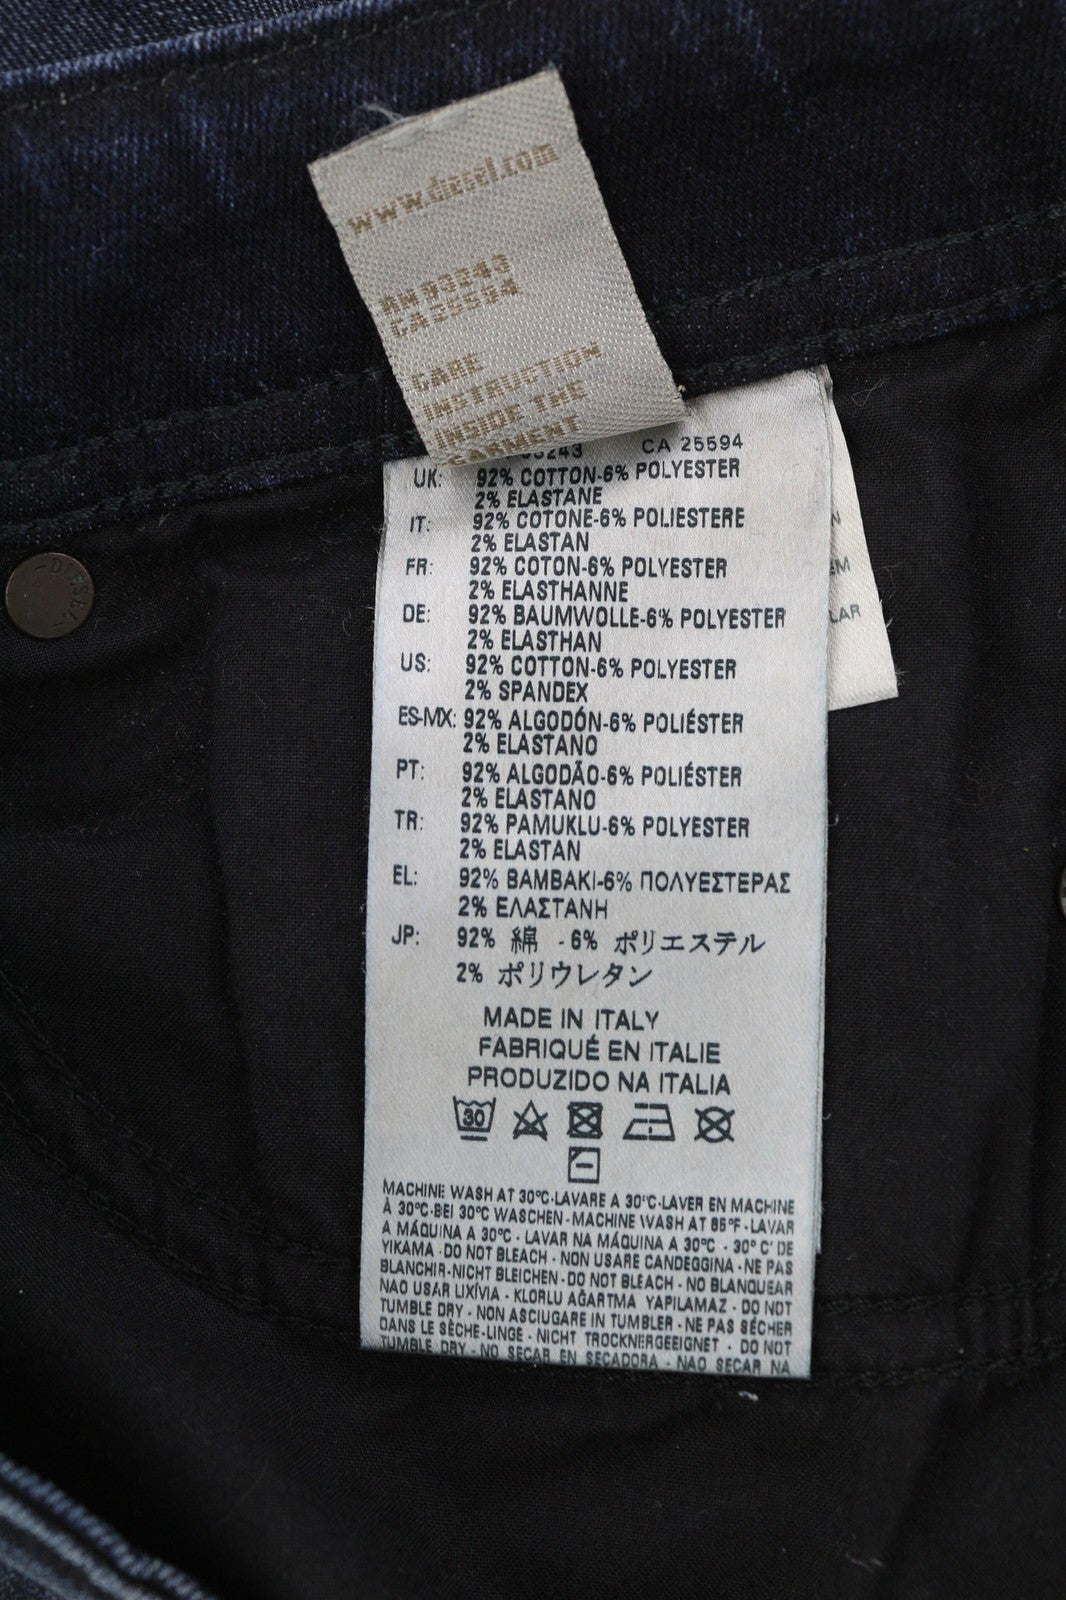 www.diesel.com
RN 93243
CA 25594
CARE
INSTRUCTION
INSIDE THE
GARMENT
CA 25594
UK: 92% COTTON-6% POLYESTER
2% ELASTANE
IT: 92% COTONE-6% POLIESTERE
2% ELASTAN
FR: 92% COTON-6% POLYESTER
2% ELASTHANNE
DE: 92% BAUMWOLLE-6% POLYESTER
2% ELASTHAN
US: 92% COTTON-6% POLYESTER
2% SPANDEX
ES-MX: 92% ALGODÓN-6% POLIÉSTER
2% ELASTANO
PT: 92% ALGODÃO-6% POLIÉSTER
2% ELASTANO
TR: 92% PAMUKLU-6% POLYESTER
2% ELASTAN
EL: 92% BAMBAKI-6% ΠΟΛΥΕΣΤΕΡΑΣ
2% ΕΛΑΣΤΑΝΗ
JP: 92% 綿 -6% ポリエステル
2% ポリウレタン
MADE IN ITALY
FABRIQUÉ EN ITALIE
PRODUZIDO NA ITALIA
30
MACHINE WASH AT 30°C-LAVARE A 30°C-LAVER EN MACHINE
À 30°C-BEI 30°C WASCHEN-MACHINE WASH AT 85°F-LAVAR
A MÁQUINA A 30°C - LAVAR NA MÁQUINA A 30°C - 30° C' DE
YIKAMA -DO NOT BLEACH - NON USARE CANDEGGINA -NE PAS
BLANCHIR-NICHT BLEICHEN-DO NOT BLEACH - NO BLANQUEAR
NAO USAR LIXÍVIA - KLORLU AĞARTMA YAPILAMAZ - DO NOT
TUMBLE DRY - NON ASCIUGARE IN TUMBLER -NE PAS SÉCHER
DANS LE SÈCHE-LINGE - NICHT TROCKNERGEEIGNET - DO NOT
TUMBLE DRY -NO SECAR EN SECADORA - NAO SECAR NA
-DIESEL-